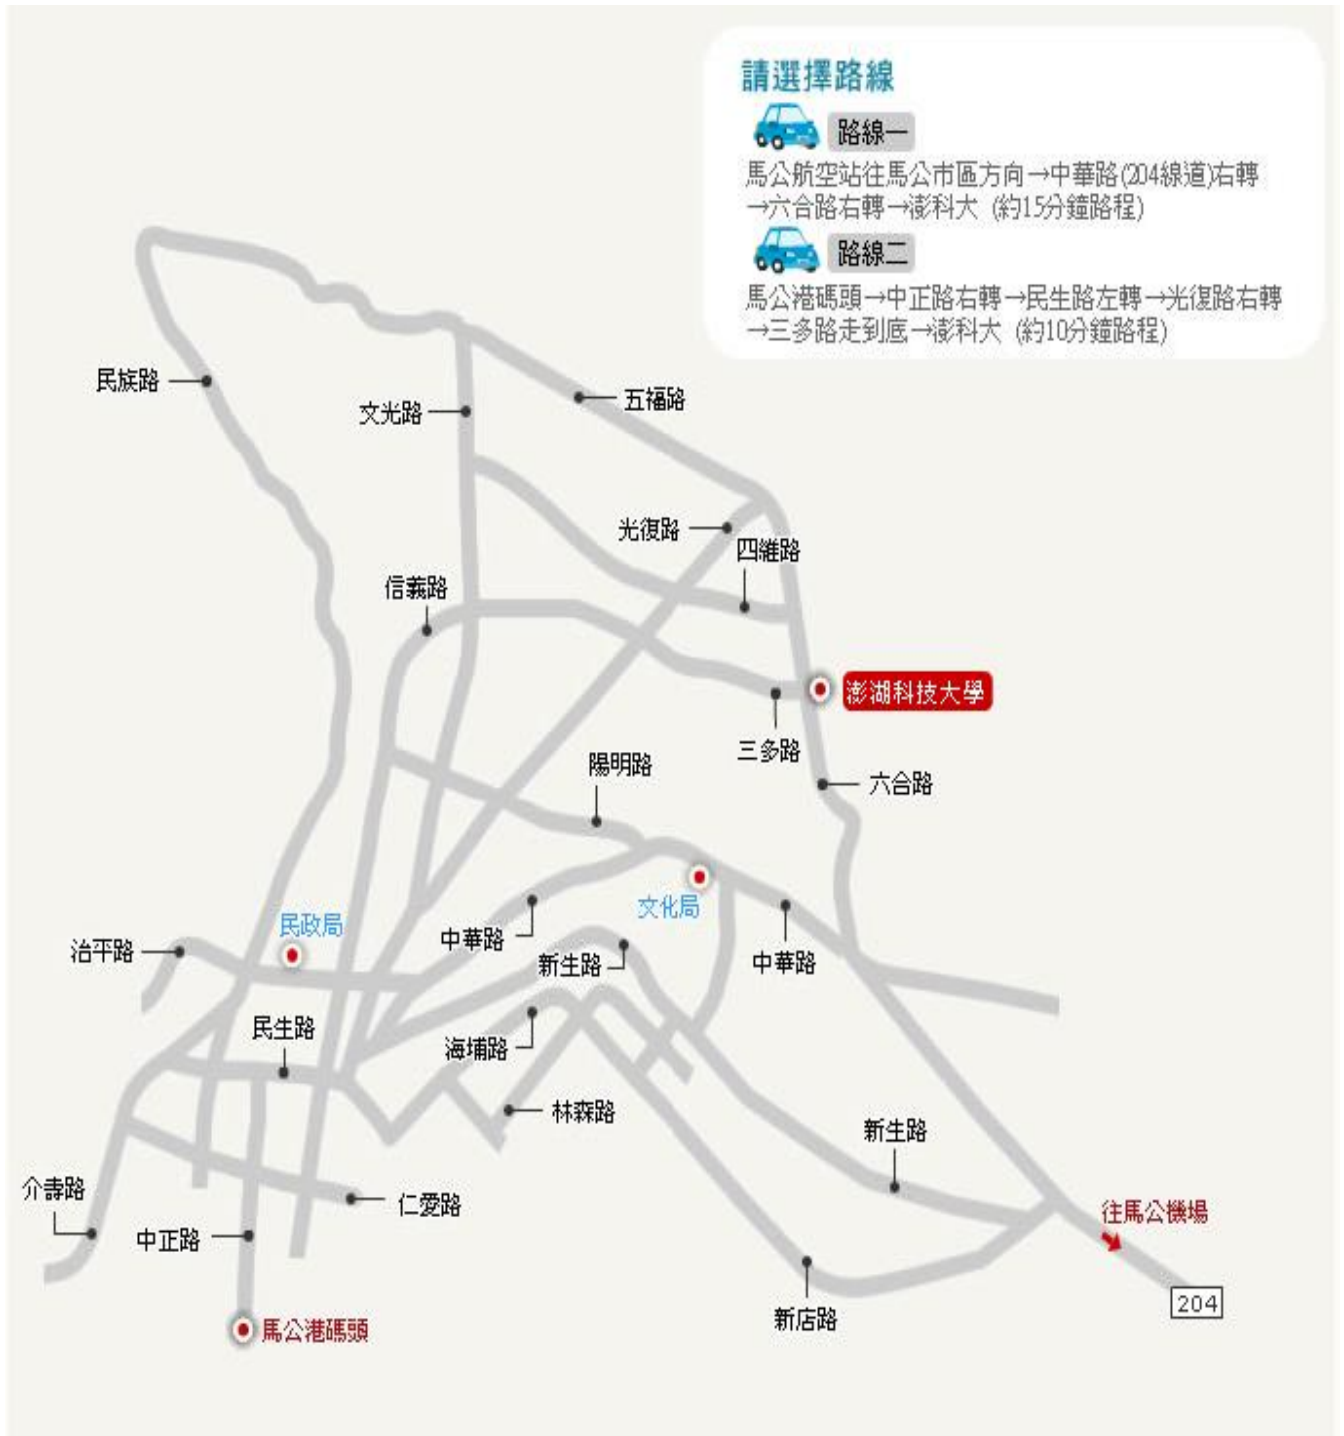 請選擇路線
路線一
馬公航空站往馬公市區方向→中華路(204線道)右轉
→六合路右轉→澎科大 (約15分鐘路程)
路線二
馬公港碼頭→中正路右轉→民生路左轉→光復路右轉
→三多路走到底→澎科大 (約10分鐘路程)
民族路
文光路
五福路
光復路
四維路
信義路
澎湖科技大學
三多路
陽明路
六合路
文化局
民政局
中華路
治平路
新生路
中華路
民生路
海埔路
林森路
新生路
介壽路
仁愛路
中正路
往馬公機場
204
新店路
馬公港碼頭